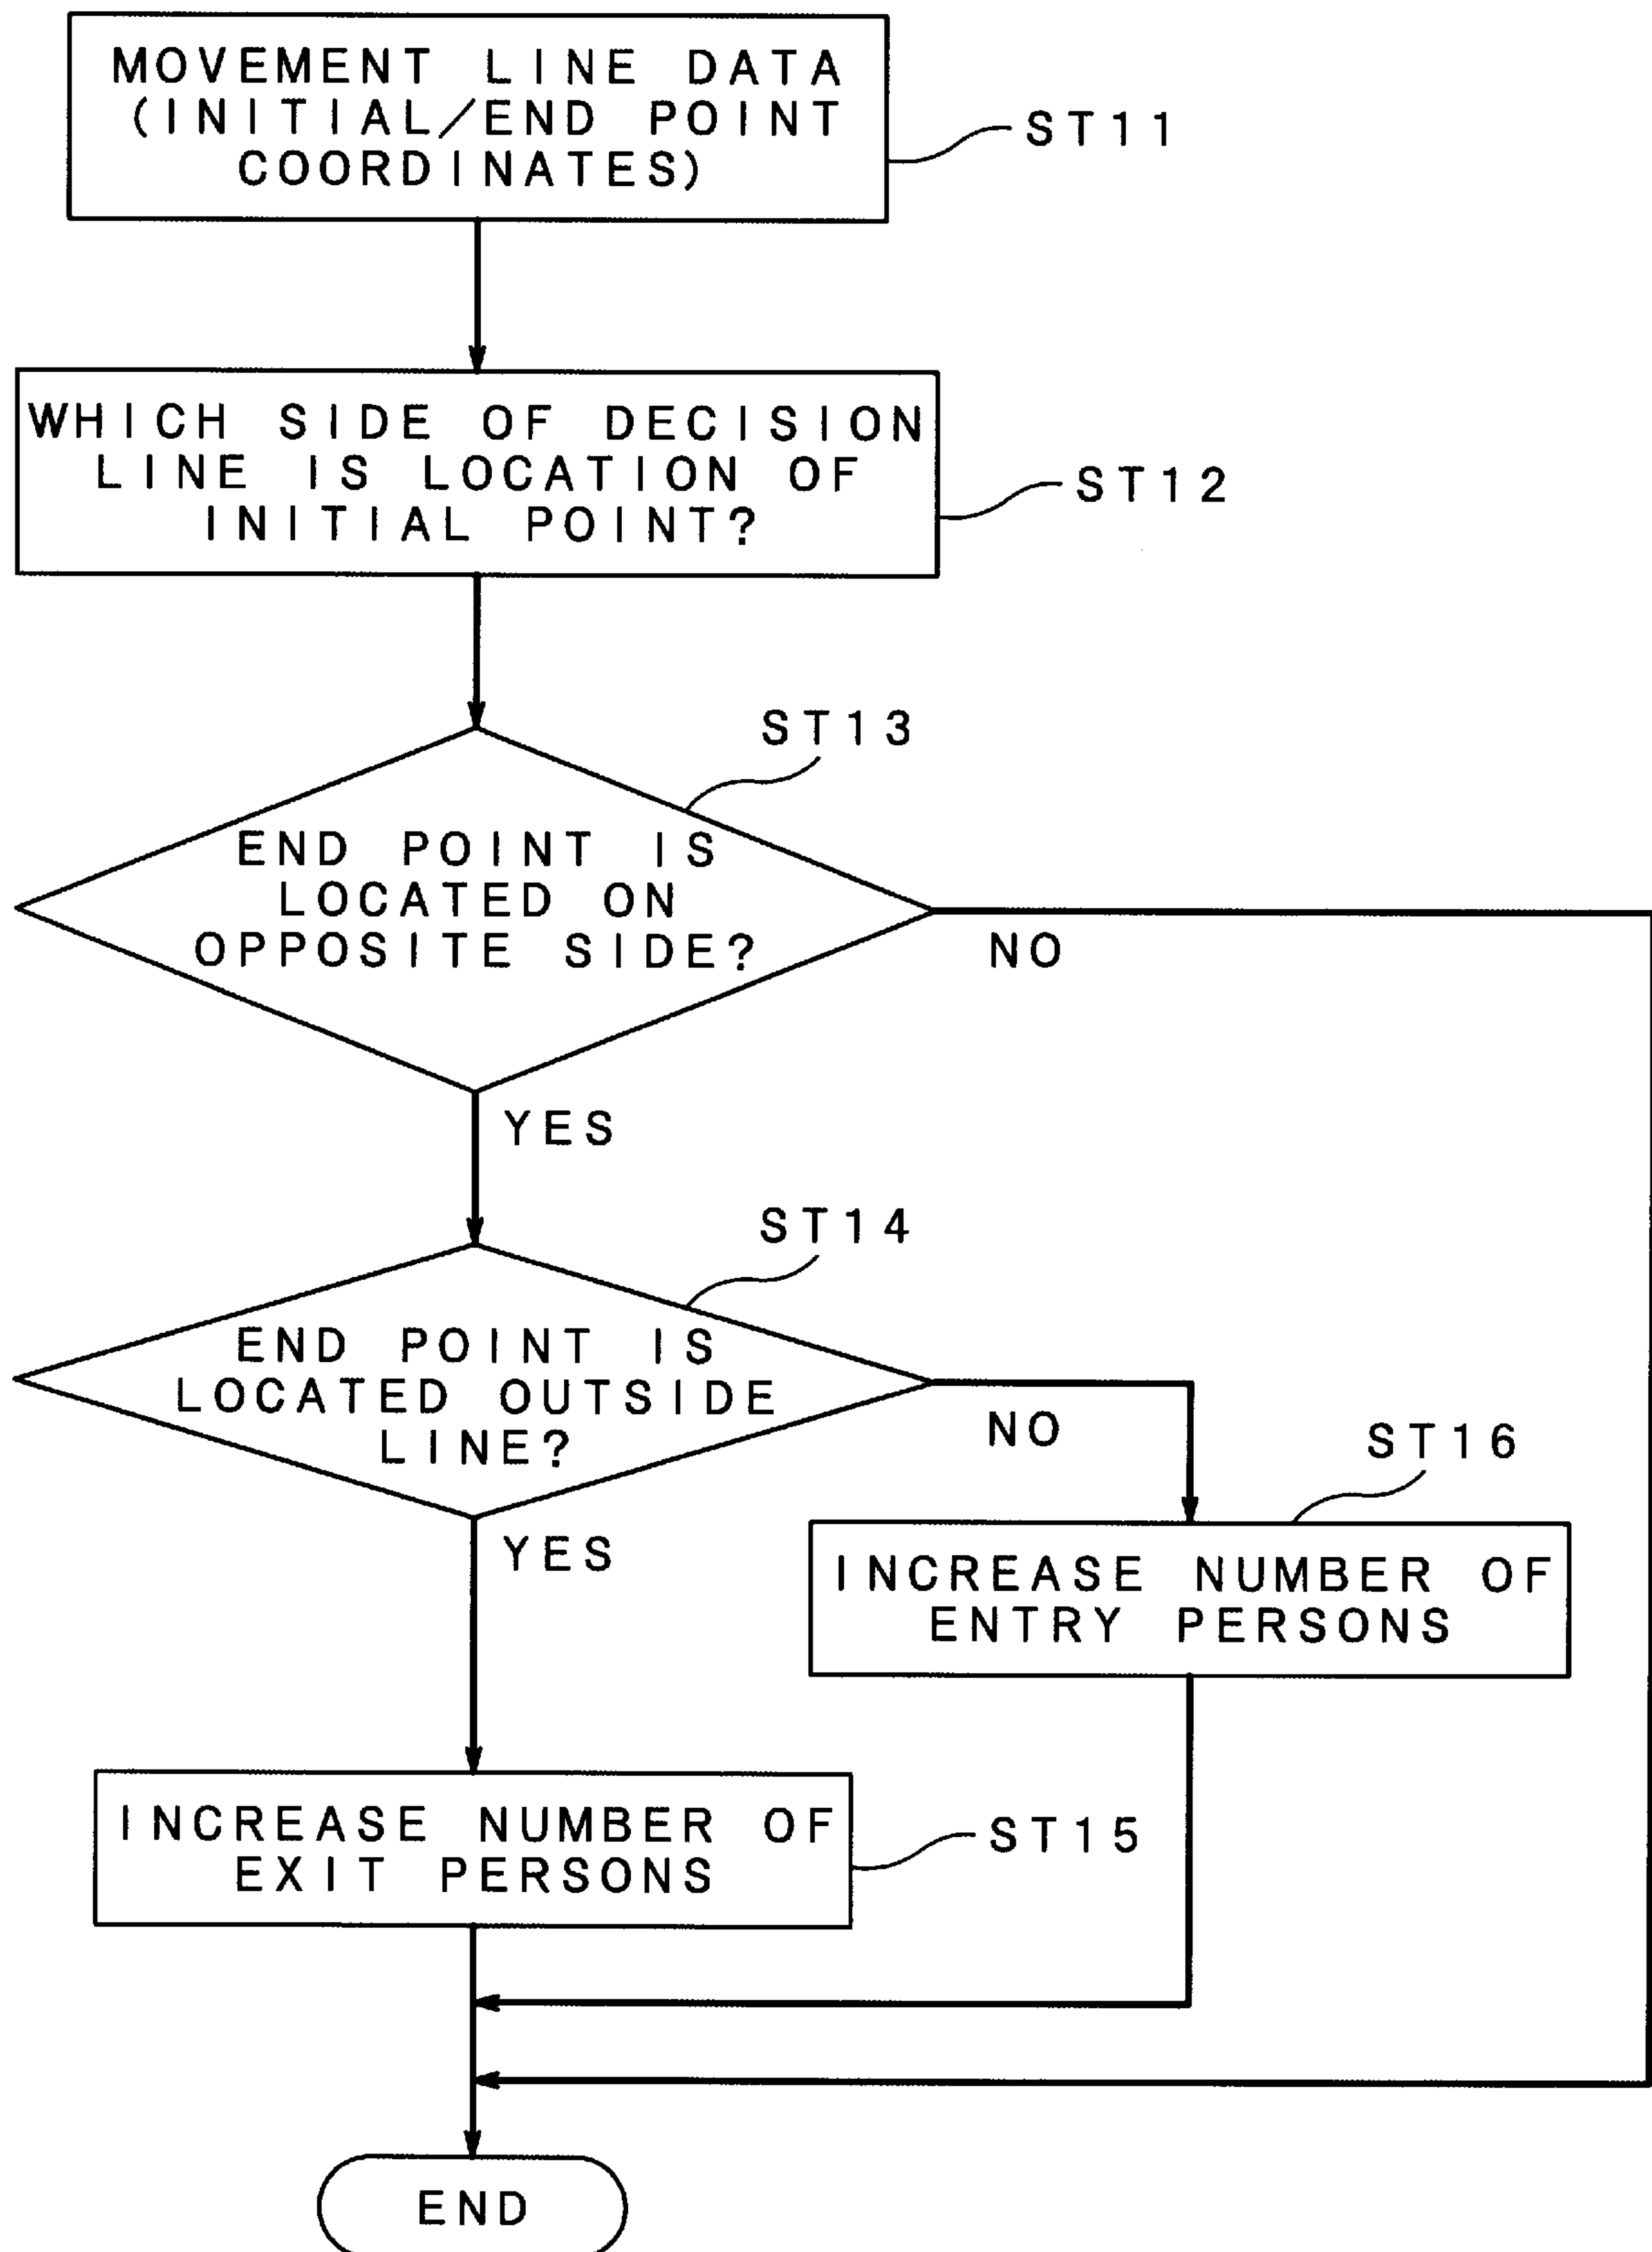 MOVEMENT LINE DATA
(INITIAL/END POINT
COORDINATES)
ST11
WHICH SIDE OF DECISION
LINE IS LOCATION OF
INITIAL POINT?
ST12
ST13
END POINT IS
LOCATED ON
OPPOSITE SIDE?
NO
YES
ST14
END POINT IS
LOCATED OUTSIDE
LINE?
NO
YES
ST16
INCREASE NUMBER OF
ENTRY PERSONS
INCREASE NUMBER OF
EXIT PERSONS
ST15
END